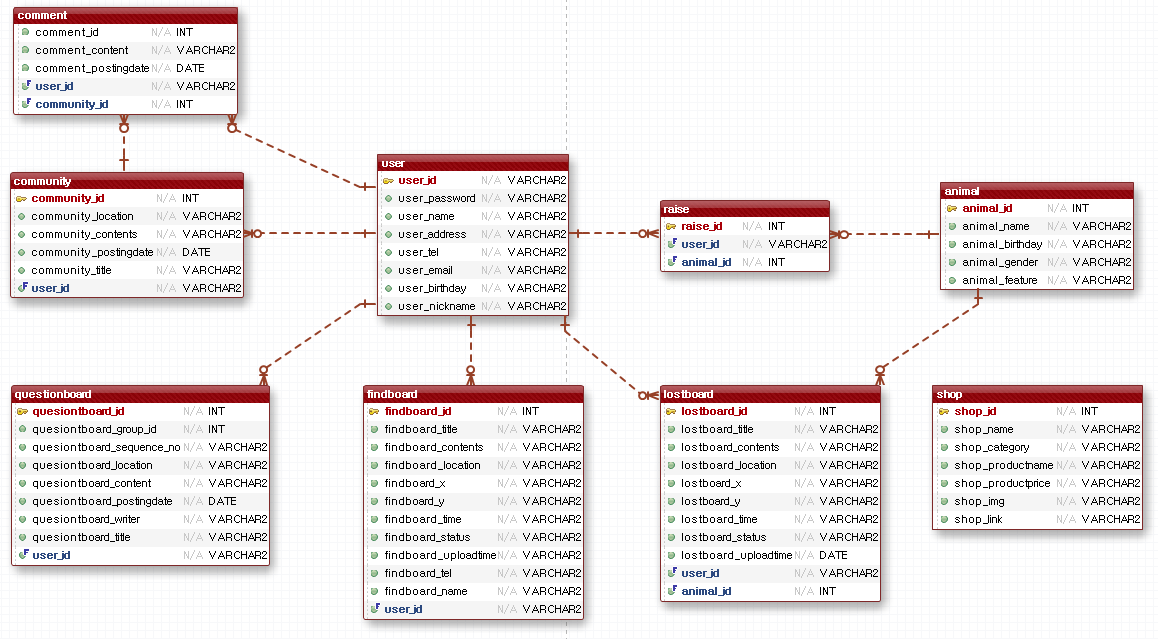 comment
comment_id N/A INT
comment_content N/A VARCHAR2
comment_postingdate N/A DATE
user_id N/A VARCHAR2
community_id N/A INT
community
community_id N/A INT
community_location N/A VARCHAR2
community_contents N/A VARCHAR2
community_postingdate N/A DATE
community_title N/A VARCHAR2
user_id N/A VARCHAR2
user
user_id N/A VARCHAR2
user_password N/A VARCHAR2
user_name N/A VARCHAR2
user_address N/A VARCHAR2
user_tel N/A VARCHAR2
user_email N/A VARCHAR2
user_birthday N/A VARCHAR2
user_nickname N/A VARCHAR2
raise
raise_id N/A INT
user_id N/A VARCHAR2
animal_id N/A INT
animal
animal_id N/A INT
animal_name N/A VARCHAR2
animal_birthday N/A VARCHAR2
animal_gender N/A VARCHAR2
animal_feature N/A VARCHAR2
questionboard
quesiontboard_id N/A INT
quesiontboard_group_id N/A INT
quesiontboard_sequence_no N/A VARCHAR2
quesiontboard_location N/A VARCHAR2
quesiontboard_content N/A VARCHAR2
quesiontboard_postingdate N/A DATE
quesiontboard_writer N/A VARCHAR2
quesiontboard_title N/A VARCHAR2
user_id N/A VARCHAR2
findboard
findboard_id N/A INT
findboard_title N/A VARCHAR2
findboard_contents N/A VARCHAR2
findboard_location N/A VARCHAR2
findboard_x N/A VARCHAR2
findboard_y N/A VARCHAR2
findboard_time N/A VARCHAR2
findboard_status N/A VARCHAR2
findboard_uploadtime N/A VARCHAR2
findboard_tel N/A VARCHAR2
findboard_name N/A VARCHAR2
user_id N/A VARCHAR2
lostboard
lostboard_id N/A INT
lostboard_title N/A VARCHAR2
lostboard_contents N/A VARCHAR2
lostboard_location N/A VARCHAR2
lostboard_x N/A VARCHAR2
lostboard_y N/A VARCHAR2
lostboard_time N/A VARCHAR2
lostboard_status N/A VARCHAR2
lostboard_uploadtime N/A DATE
user_id N/A VARCHAR2
animal_id N/A INT
shop
shop_id N/A INT
shop_name N/A VARCHAR2
shop_category N/A VARCHAR2
shop_productname N/A VARCHAR2
shop_productprice N/A VARCHAR2
shop_img N/A VARCHAR2
shop_link N/A VARCHAR2